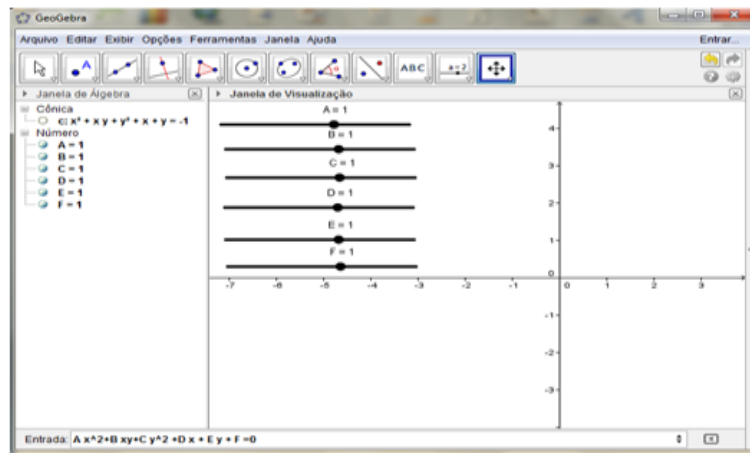 GeoGebra
Arquivo Editar Exibir Opções Ferramentas Janela Ajuda Entrar...
ABC a=2
Janela de Álgebra
Janela de Visualização
Cônica
c: x² + x y + y² + x + y = -1
Número
A = 1
B = 1
C = 1
D = 1
E = 1
F = 1
A = 1
B = 1
C = 1
D = 1
E = 1
F = 1
4
3
2
1
0
-7 -6 -5 -4 -3 -2 -1 0 1 2 3
-1
-2
-3
Entrada: A x^2+B xy+C y^2 +D x + E y + F =0